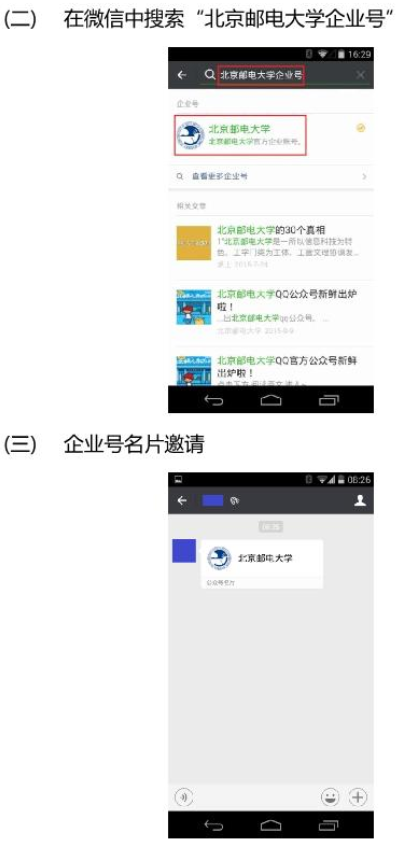 (二) 在微信中搜索“北京邮电大学企业号”
16:29
北京邮电大学企业号
企业号
北京邮电大学
北京邮电大学官方企业账号。
查看更多企业号
相关文章
北京邮电大学的30个真相
北京邮电大学QQ公众号新鲜出炉
啦！
北京邮电大学QQ官方公众号新鲜
出炉啦！
(三) 企业号名片邀请
08:26
北京邮电大学